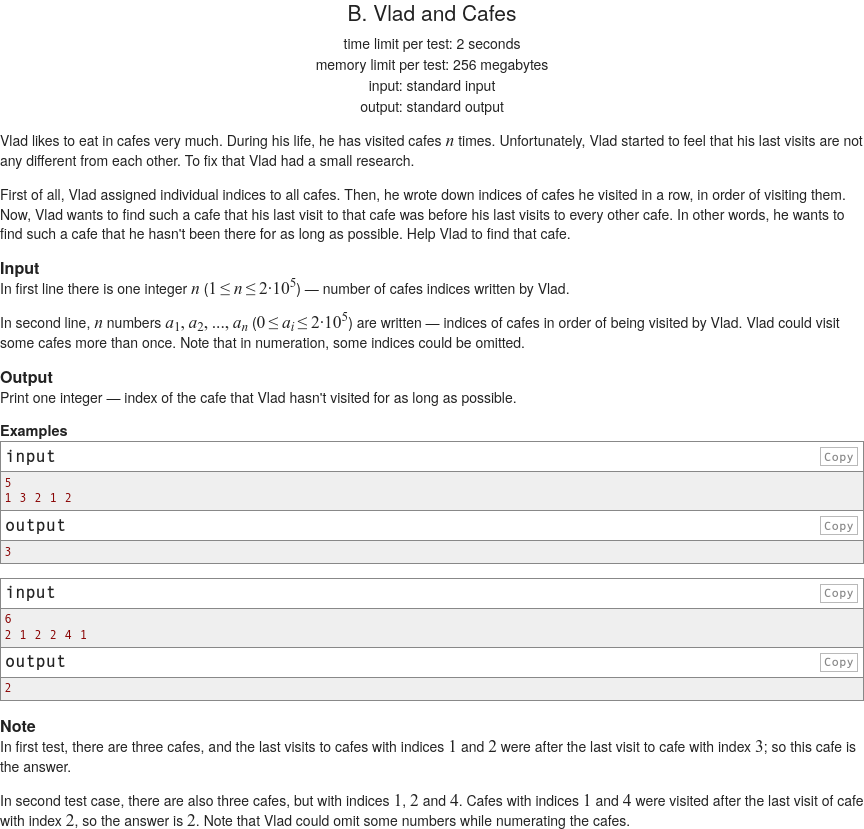 B. Vlad and Cafes
time limit per test: 2 seconds
memory limit per test: 256 megabytes
input: standard input
output: standard output
Vlad likes to eat in cafes very much. During his life, he has visited cafes n times. Unfortunately, Vlad started to feel that his last visits are not
any different from each other. To fix that Vlad had a small research.
First of all, Vlad assigned individual indices to all cafes. Then, he wrote down indices of cafes he visited in a row, in order of visiting them.
Now, Vlad wants to find such a cafe that his last visit to that cafe was before his last visits to every other cafe. In other words, he wants to
find such a cafe that he hasn't been there for as long as possible. Help Vlad to find that cafe.
Input
In first line there is one integer n (1 ≤ n ≤ 2·10⁵) — number of cafes indices written by Vlad.
In second line, n numbers a₁, a₂, ..., aₙ (0 ≤ aᵢ ≤ 2·10⁵) are written — indices of cafes in order of being visited by Vlad. Vlad could visit
some cafes more than once. Note that in numeration, some indices could be omitted.
Output
Print one integer — index of the cafe that Vlad hasn't visited for as long as possible.
Examples
input Copy
5
1 3 2 1 2
output Copy
3
input Copy
6
2 1 2 2 4 1
output Copy
2
Note
In first test, there are three cafes, and the last visits to cafes with indices 1 and 2 were after the last visit to cafe with index 3; so this cafe is
the answer.
In second test case, there are also three cafes, but with indices 1, 2 and 4. Cafes with indices 1 and 4 were visited after the last visit of cafe
with index 2, so the answer is 2. Note that Vlad could omit some numbers while numerating the cafes.